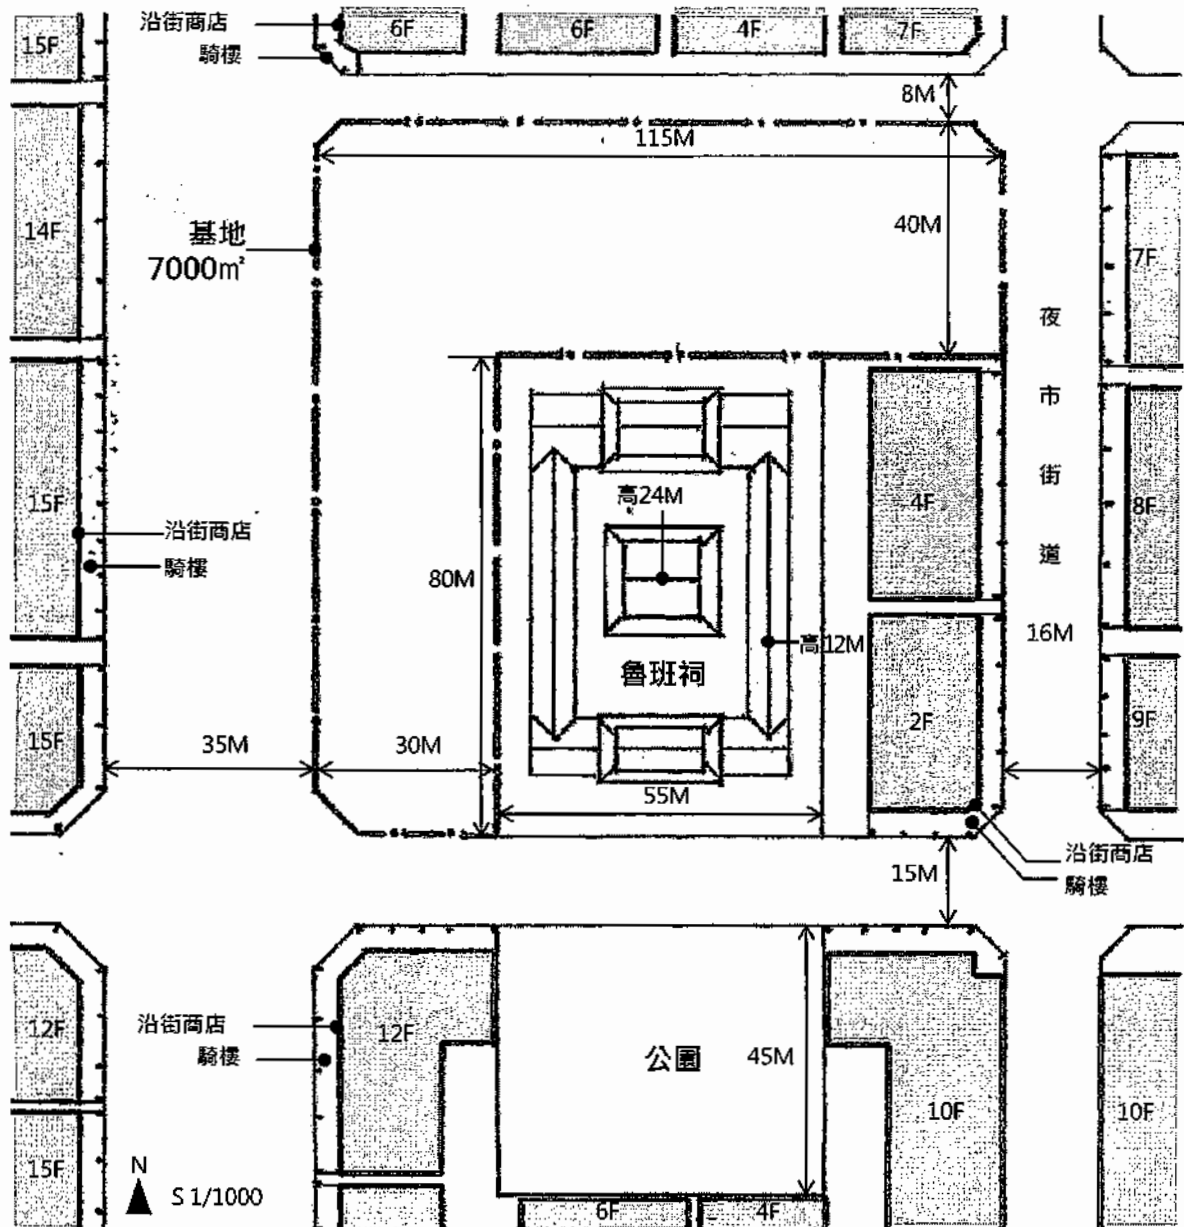 沿街商店
騎樓
15F
6F
6F
4F
7F
8M
115M
14F
基地
7000㎡
40M
7F
夜市街道
高24M
4F
8F
15F
沿街商店
騎樓
80M
高12M
16M
魯班祠
2F
9F
15F
35M
30M
55M
沿街商店
騎樓
15M
12F
沿街商店
騎樓
12F
公園
45M
10F
10F
15F
N
S 1/1000
6F
4F